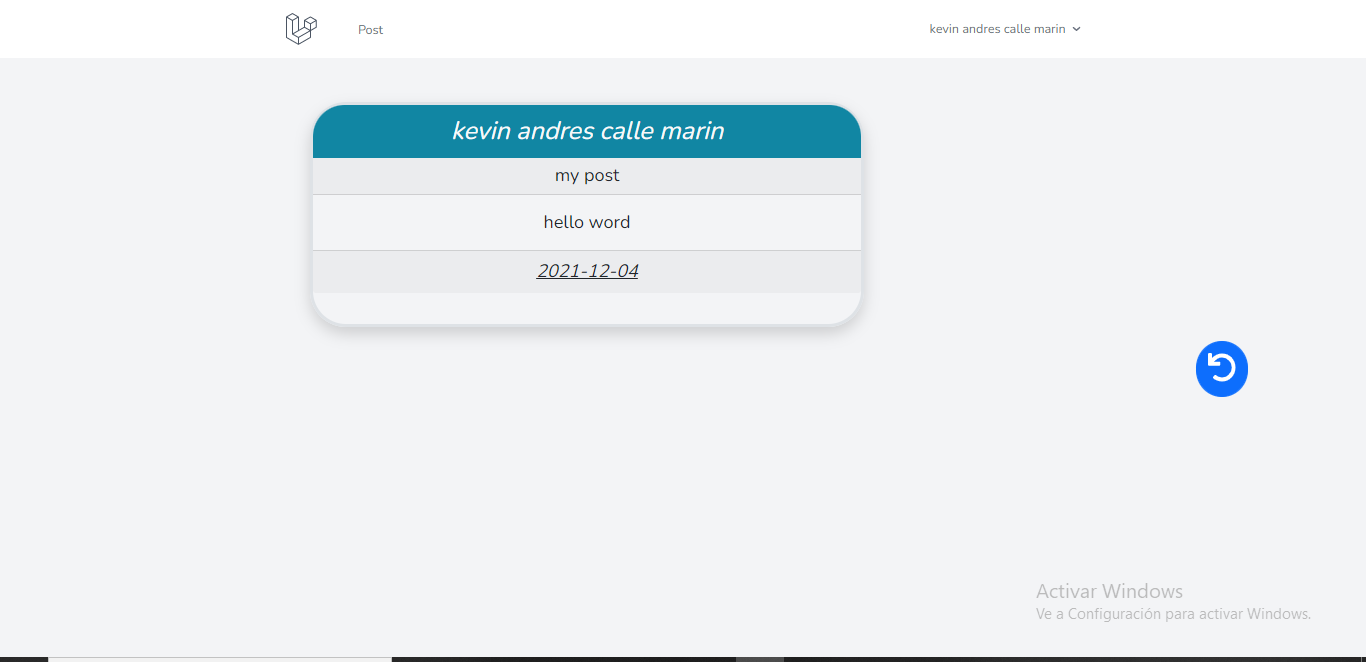 Post
kevin andres calle marin
kevin andres calle marin
my post
hello word
2021-12-04
Activar Windows
Ve a Configuración para activar Windows.